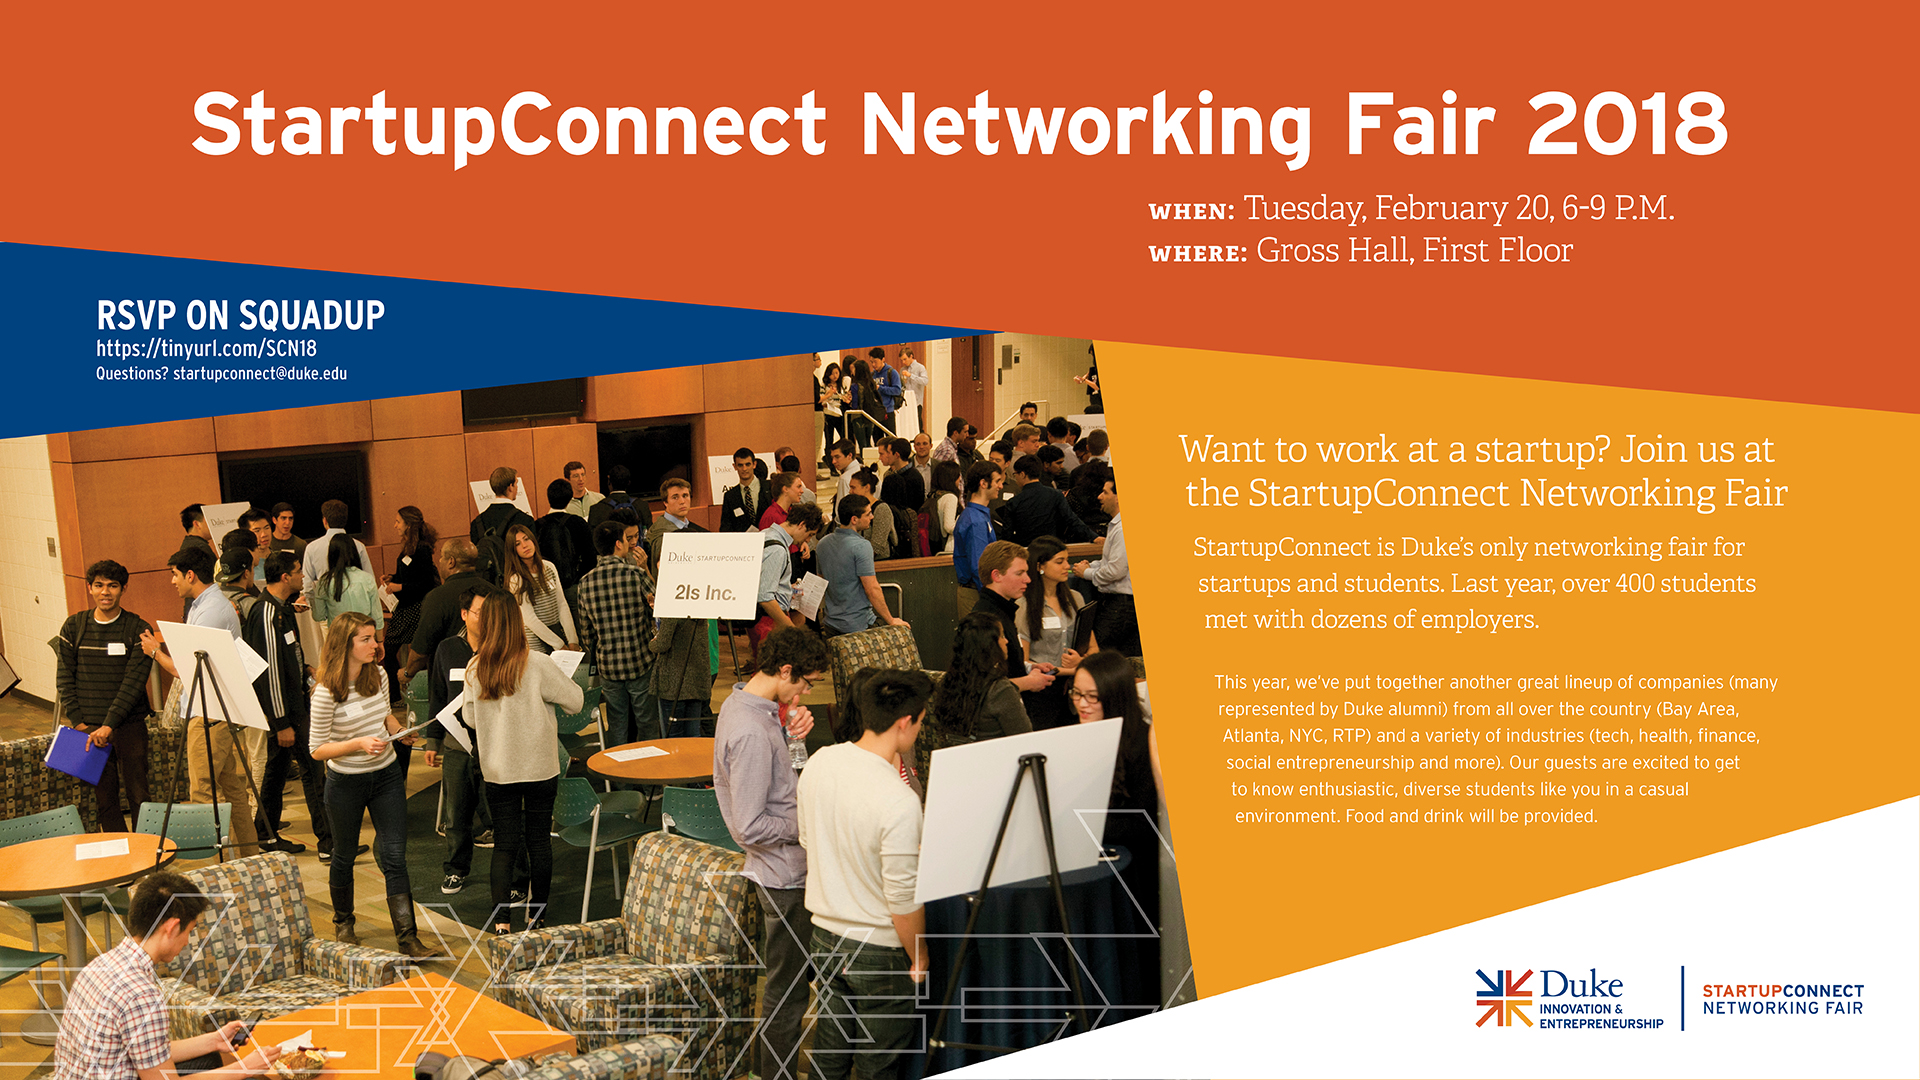 StartupConnect Networking Fair 2018
WHEN: Tuesday, February 20, 6-9 P.M.
WHERE: Gross Hall, First Floor
RSVP ON SQUADUP
https://tinyurl.com/SCN18
Questions? startupconnect@duke.edu
Want to work at a startup? Join us at
the StartupConnect Networking Fair
StartupConnect is Duke's only networking fair for
startups and students. Last year, over 400 students
met with dozens of employers.
This year, we've put together another great lineup of companies (many
represented by Duke alumni) from all over the country (Bay Area,
Atlanta, NYC, RTP) and a variety of industries (tech, health, finance,
social entrepreneurship and more). Our guests are excited to get
to know enthusiastic, diverse students like you in a casual
environment. Food and drink will be provided.
Duke
Duke
Duke
Duke STARTUPCONNECT
2Is Inc.
Duke
INNOVATION &
ENTREPRENEURSHIP
STARTUPCONNECT
NETWORKING FAIR